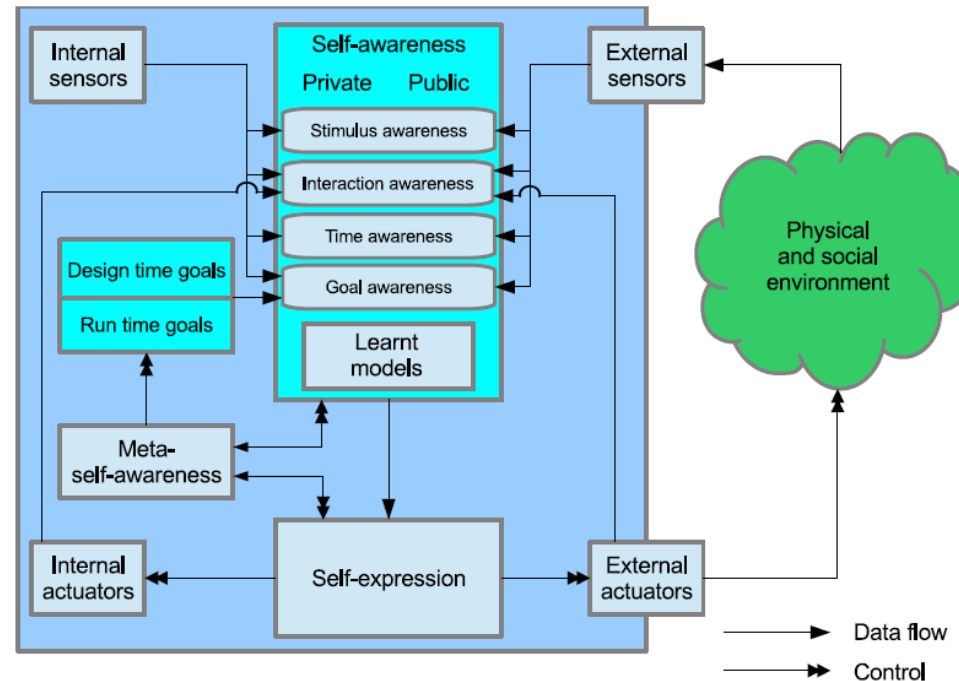 Internal
sensors
Self-awareness
Private Public
External
sensors
Stimulus awareness
Interaction awareness
Time awareness
Goal awareness
Design time goals
Run time goals
Learnt
models
Physical
and social
environment
Meta-
self-awareness
Internal
actuators
Self-expression
External
actuators
Data flow
Control